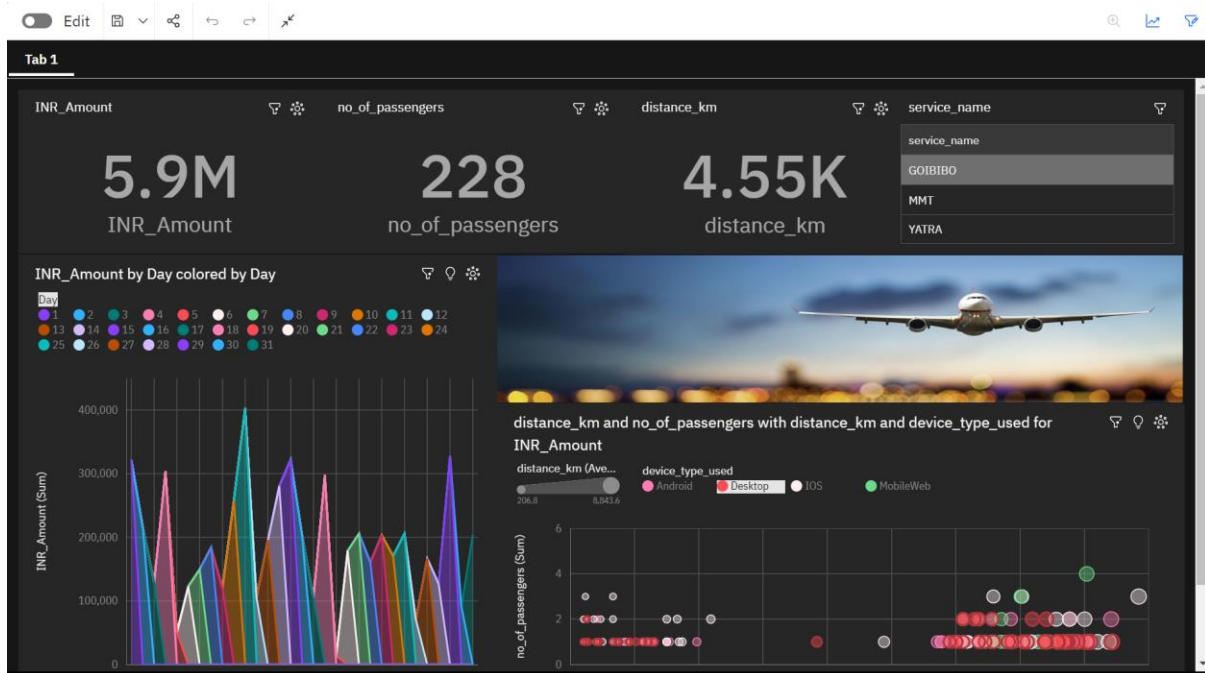 Edit
Tab 1
INR_Amount
no_of_passengers
distance_km
service_name
5.9M
INR_Amount
228
no_of_passengers
4.55K
distance_km
service_name
GOIBIBO
MMT
YATRA
INR_Amount by Day colored by Day
Day
1 2 3 4 5 6 7 8 9 10 11 12
13 14 15 16 17 18 19 20 21 22 23 24
25 26 27 28 29 30 31
INR_Amount (Sum)
400,000
300,000
200,000
100,000
0
distance_km and no_of_passengers with distance_km and device_type_used for
INR_Amount
distance_km (Ave...
206.8 8,843.6
device_type_used
Android Desktop IOS MobileWeb
no_of_passengers (Sum)
6
4
2
0